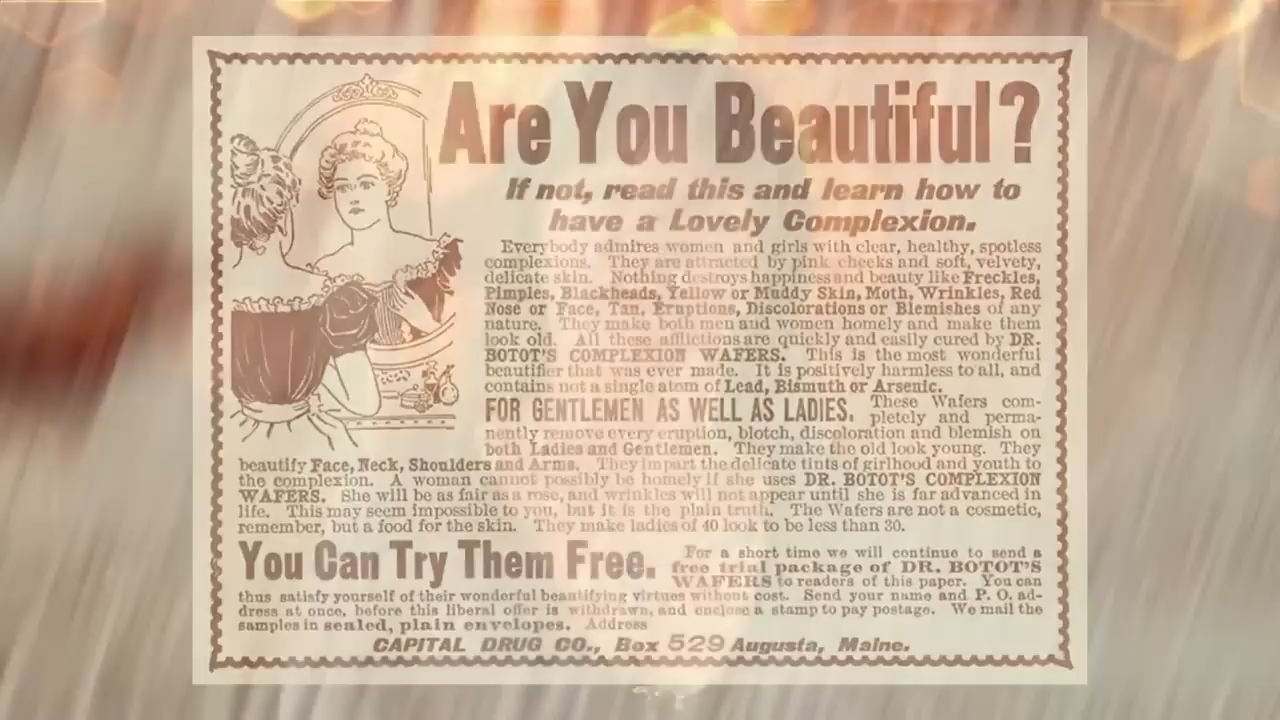 Are You Beautiful?
If not, read this and learn how to
have a Lovely Complexion.
Everybody admires women and girls with clear, healthy, spotless
complexions. They are attracted by pink cheeks and soft, velvety,
delicate skin. Nothing destroys happiness and beauty like Freckles,
Pimples, Blackheads, Yellow or Muddy Skin, Moth, Wrinkles, Red
Nose or Face, Tan, Eruptions, Discolorations or Blemishes of any
nature. They make both men and women homely and make them
look old. All these afflictions are quickly and easily cured by DR.
BOTOT'S COMPLEXION WAFERS. This is the most wonderful
beautifier that was ever made. It is positively harmless to all, and
contains not a single atom of Lead, Bismuth or Arsenic.
FOR GENTLEMEN AS WELL AS LADIES. These Wafers com-
pletely and perma-
nently remove every eruption, blotch, discoloration and blemish on
both Ladies and Gentlemen. They make the old look young. They
beautify Face, Neck, Shoulders and Arms. They impart the delicate tints of girlhood and youth to
the complexion. A woman cannot possibly be homely if she uses DR. BOTOT'S COMPLEXION
WAFERS. She will be as fair as a rose, and wrinkles will not appear until she is far advanced in
life. This may seem impossible to you, but it is the plain truth. The Wafers are not a cosmetic,
remember, but a food for the skin. They make ladies of 40 look to be less than 30.
You Can Try Them Free. For a short time we will continue to send a
free trial package of DR. BOTOT'S
WAFERS to readers of this paper. You can
thus satisfy yourself of their wonderful beautifying virtues without cost. Send your name and P. O. ad-
dress at once, before this liberal offer is withdrawn, and enclose a stamp to pay postage. We mail the
samples in sealed, plain envelopes. Address
CAPITAL DRUG CO., Box 529 Augusta, Maine.